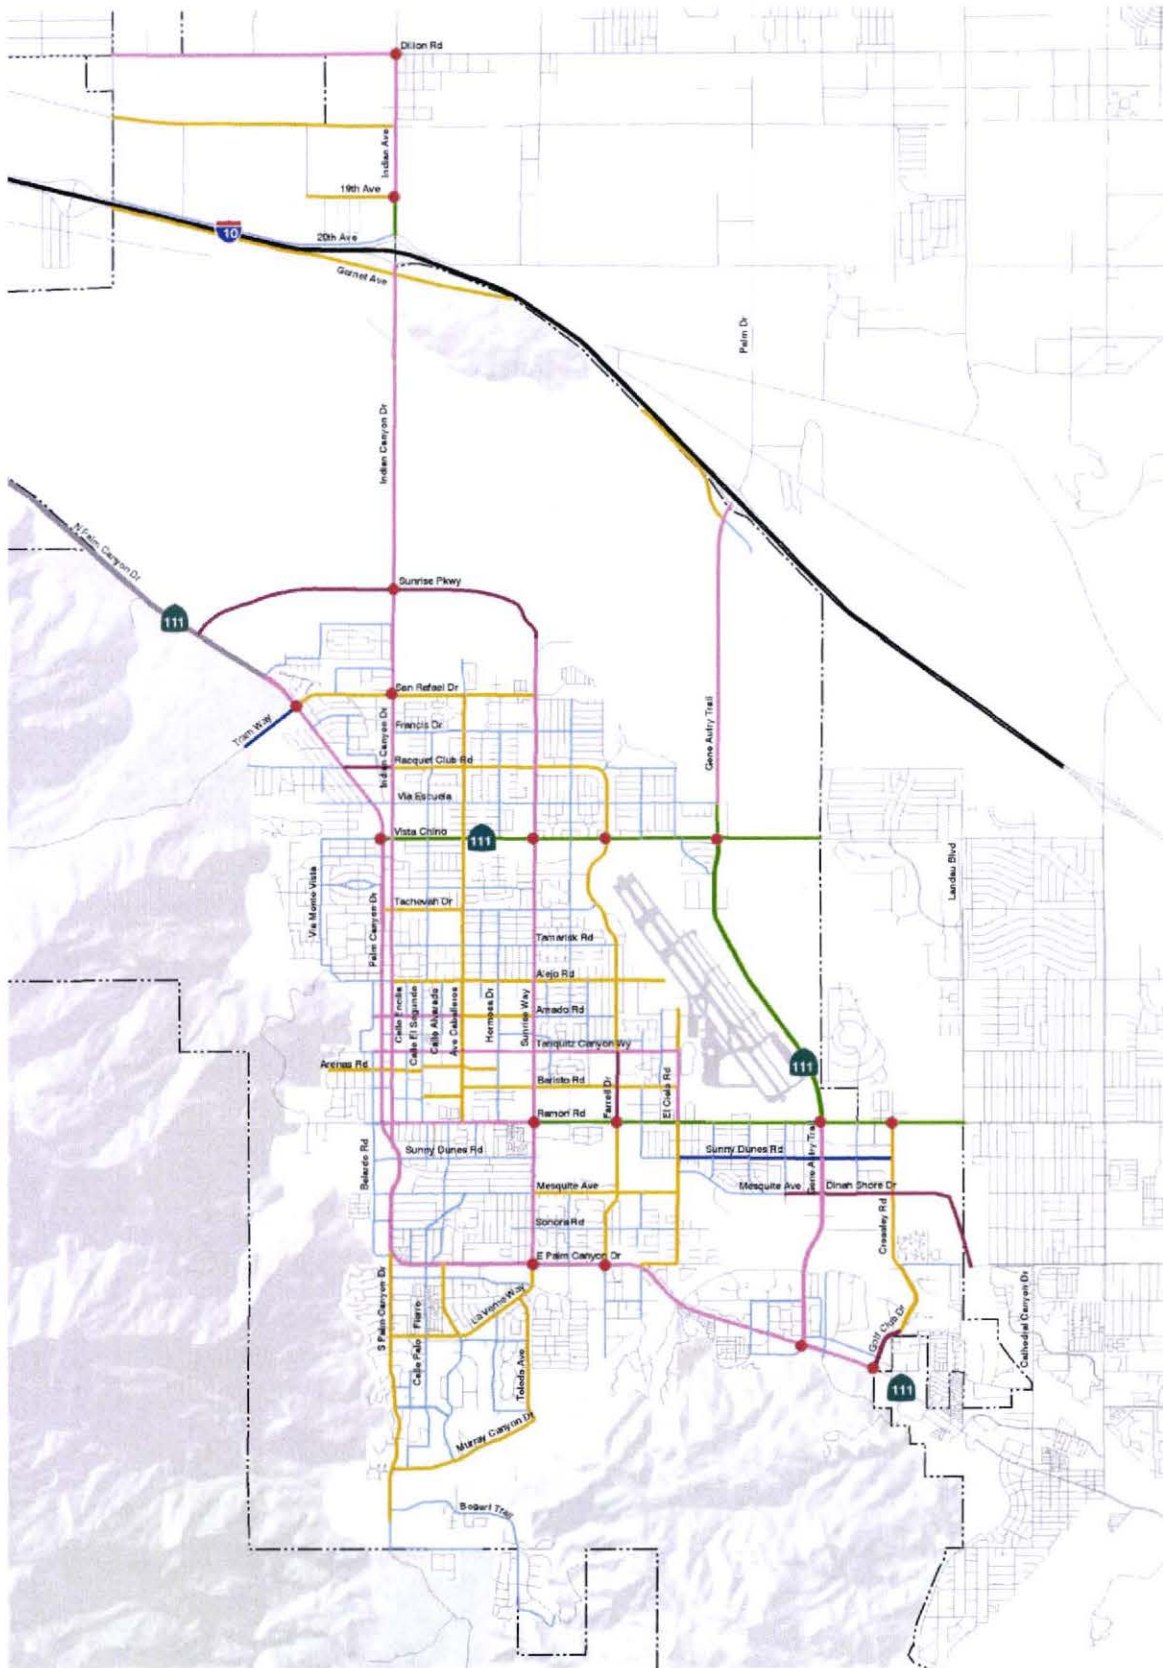 Dillon Rd
Indian Ave
19th Ave
10
20th Ave
Garnet Ave
Palm Dr
Indian Canyon Dr
N Palm Canyon Dr
111
Sunrise Pkwy
San Rafael Dr
Tram Way
Indian Canyon Dr
Francis Dr
Gene Autry Trail
Racquet Club Rd
Via Escuela
Vista Chino
111
Landau Blvd
Via Monte Vista
Palm Canyon Dr
Tachevah Dr
Tamarisk Rd
Alejo Rd
Calle Encilia
Calle El Segundo
Calle Alvarado
Ave Caballeros
Hermosa Dr
Sunrise Way
Amado Rd
Tahquitz Canyon Wy
Arenas Rd
Baristo Rd
Farrell Dr
El Cielo Rd
111
Ramon Rd
Belardo Rd
Sunny Dunes Rd
Sunny Dunes Rd
Gene Autry Trail
Mesquite Ave
Mesquite Ave
Dinah Shore Dr
Crossley Rd
Sonora Rd
E Palm Canyon Dr
S Palm Canyon Dr
Calle Palo Fierro
La Verne Way
Toledo Ave
Golf Club Dr
Cathedral Canyon Dr
111
Murray Canyon Dr
Bogert Trail